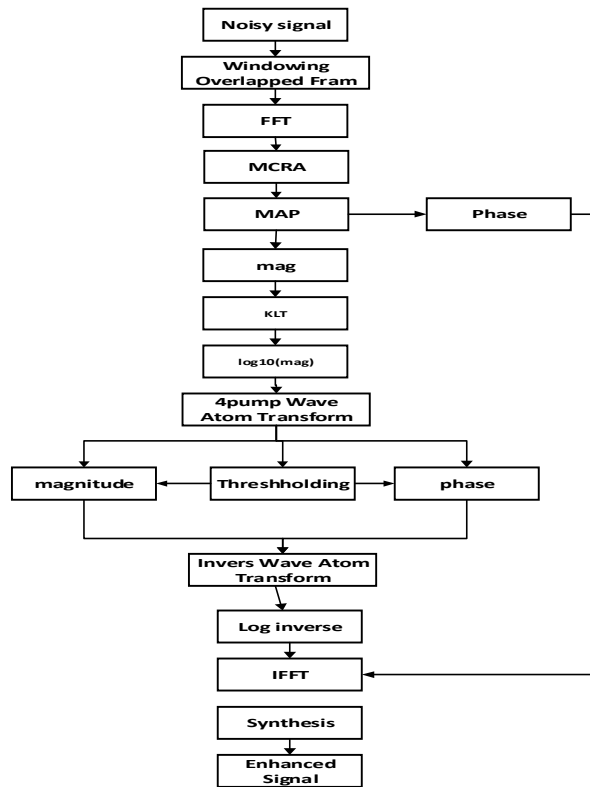 Noisy signal
Windowing
Overlapped Fram
FFT
MCRA
MAP
Phase
mag
KLT
log10(mag)
4pump Wave
Atom Transform
magnitude
Threshholding
phase
Invers Wave Atom
Transform
Log inverse
IFFT
Synthesis
Enhanced
Signal